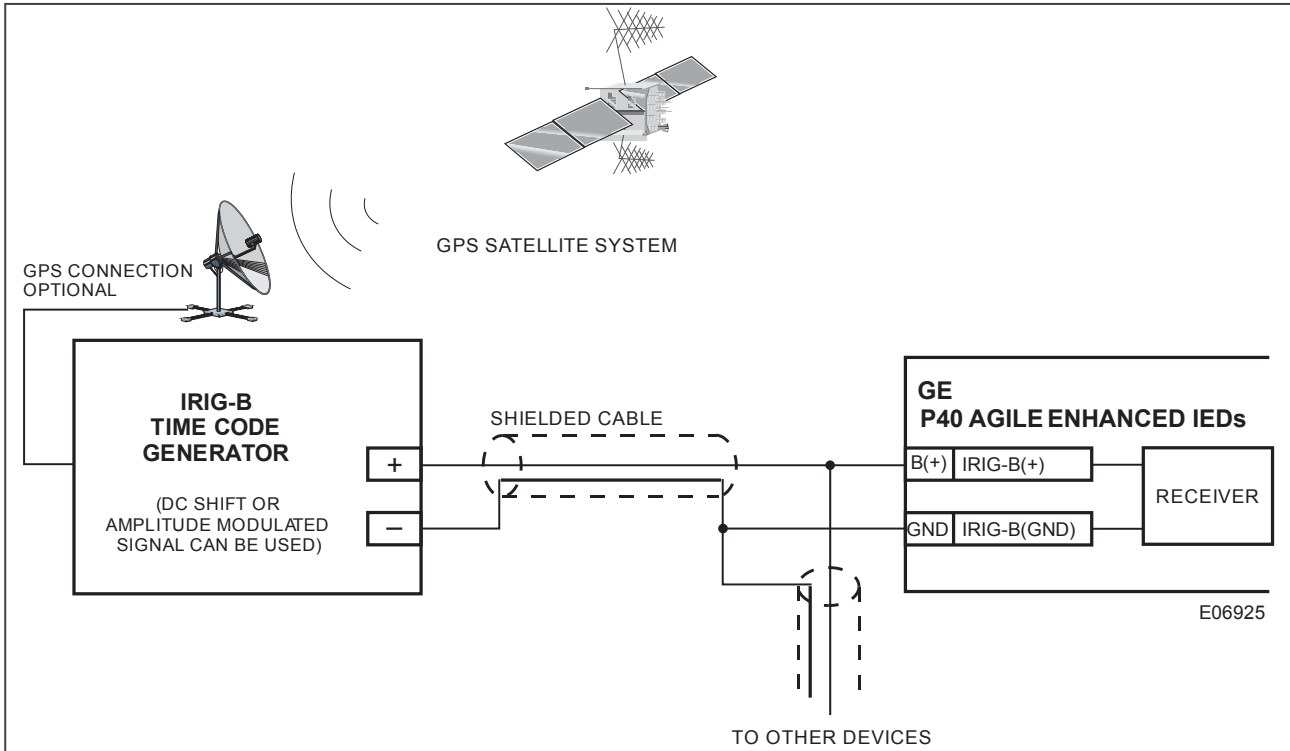 GPS SATELLITE SYSTEM
GPS CONNECTION
OPTIONAL
IRIG-B
TIME CODE
GENERATOR
(DC SHIFT OR
AMPLITUDE MODULATED
SIGNAL CAN BE USED)
+
–
SHIELDED CABLE
GE
P40 AGILE ENHANCED IEDs
B(+) IRIG-B(+)
GND IRIG-B(GND)
RECEIVER
E06925
TO OTHER DEVICES